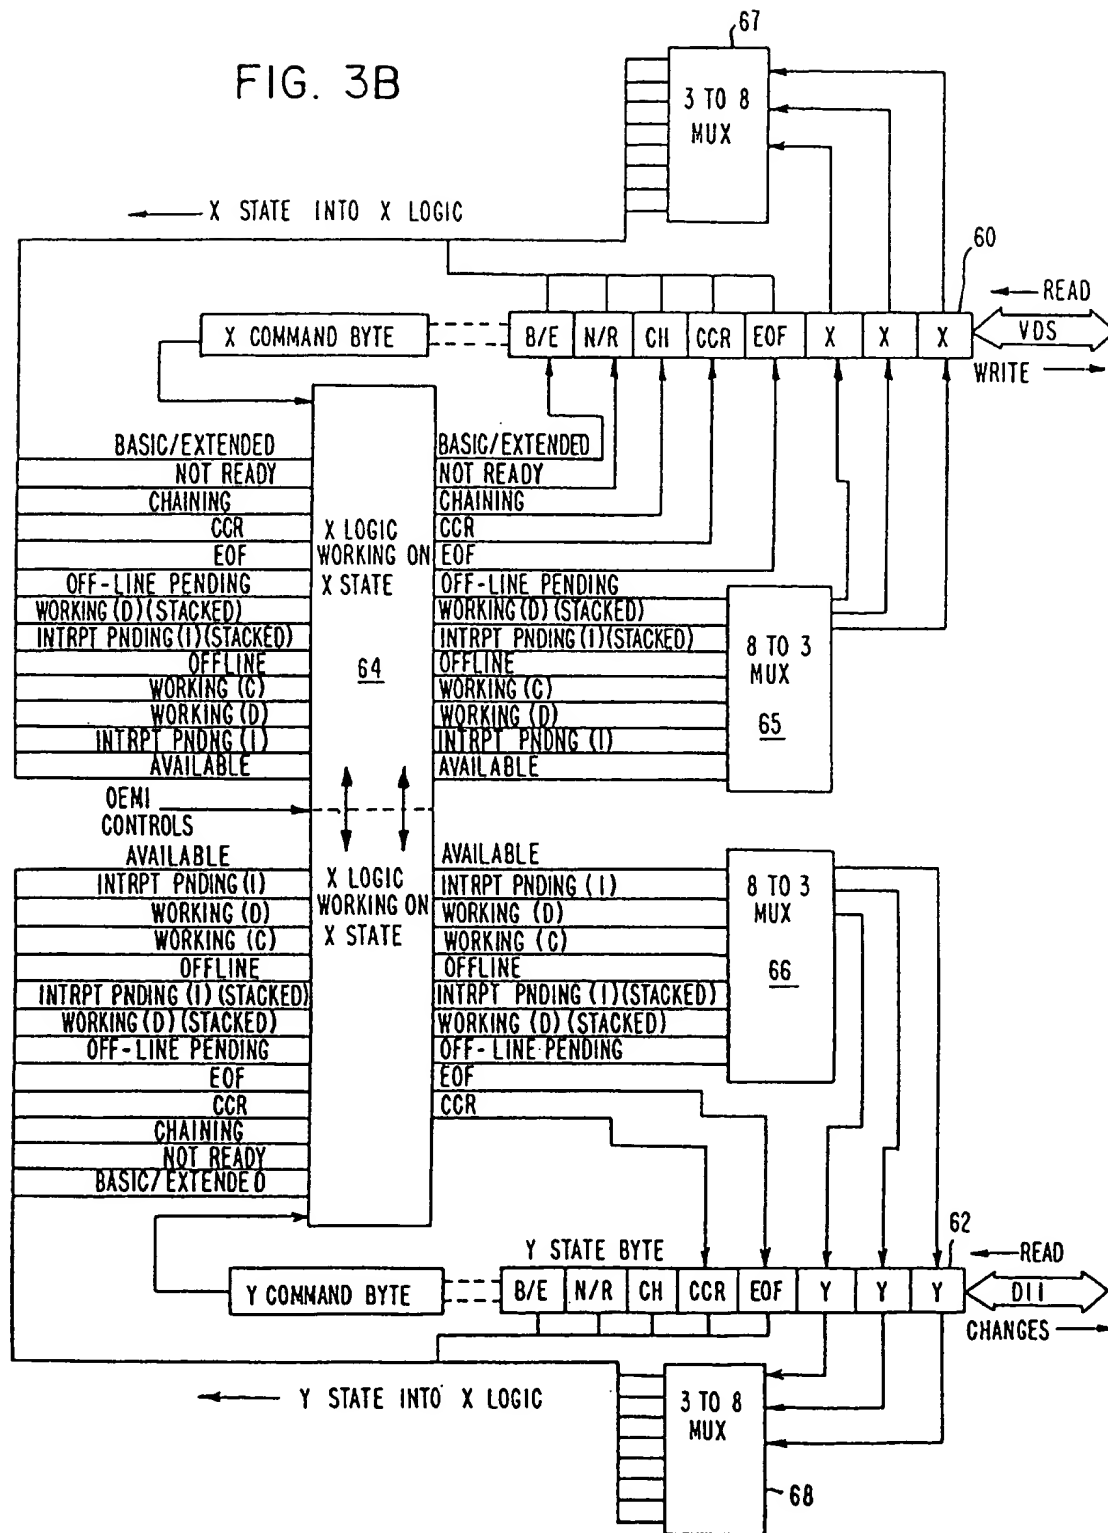 FIG. 3B
67
3 TO 8
MUX
X STATE INTO X LOGIC
60
READ
X COMMAND BYTE
B/E N/R CH CCR EOF X X X
VDS
WRITE
BASIC/EXTENDED
NOT READY
CHAINING
CCR
EOF
OFF-LINE PENDING
WORKING (D)(STACKED)
INTRPT PNDING (I)(STACKED)
OFFLINE
WORKING (C)
WORKING (D)
INTRPT PNDNG (I)
AVAILABLE
X LOGIC
WORKING ON
X STATE
64
BASIC/EXTENDED
NOT READY
CHAINING
CCR
EOF
OFF-LINE PENDING
WORKING (D)(STACKED)
INTRPT PNDING (I)(STACKED)
OFFLINE
WORKING (C)
WORKING (D)
INTRPT PNDNG (I)
AVAILABLE
8 TO 3
MUX
65
OEMI
CONTROLS
AVAILABLE
INTRPT PNDING (I)
WORKING (D)
WORKING (C)
OFFLINE
INTRPT PNDING (I)(STACKED)
WORKING (D)(STACKED)
OFF-LINE PENDING
EOF
CCR
CHAINING
NOT READY
BASIC/EXTENDED
X LOGIC
WORKING ON
X STATE
AVAILABLE
INTRPT PNDING (I)
WORKING (D)
WORKING (C)
OFFLINE
INTRPT PNDING (I)(STACKED)
WORKING (D)(STACKED)
OFF-LINE PENDING
EOF
CCR
8 TO 3
MUX
66
Y STATE BYTE
62
READ
Y COMMAND BYTE
B/E N/R CH CCR EOF Y Y Y
DII
CHANGES
Y STATE INTO X LOGIC
3 TO 8
MUX
68